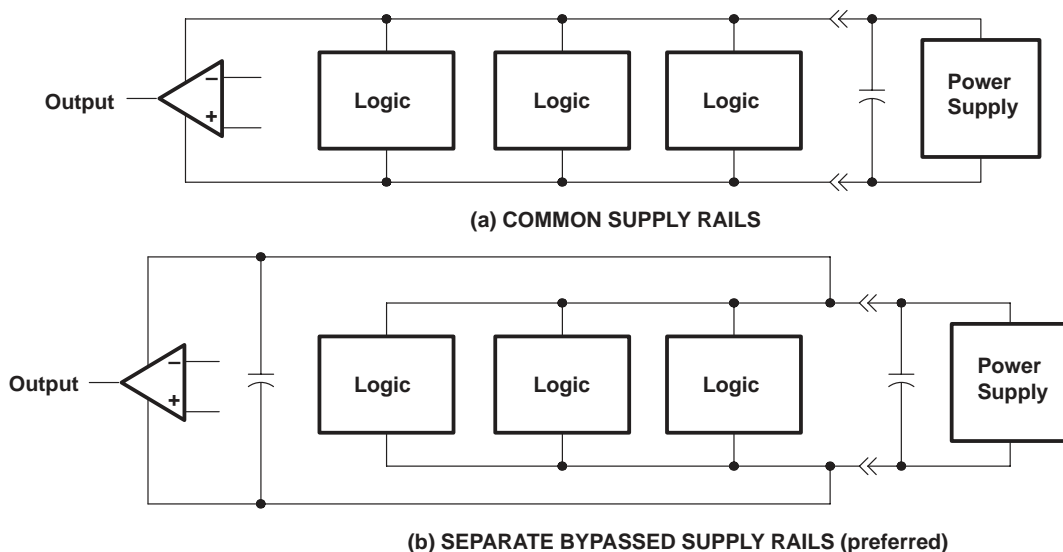 Output
−
+
Logic
Logic
Logic
Power
Supply
(a) COMMON SUPPLY RAILS
Output
−
+
Logic
Logic
Logic
Power
Supply
(b) SEPARATE BYPASSED SUPPLY RAILS (preferred)